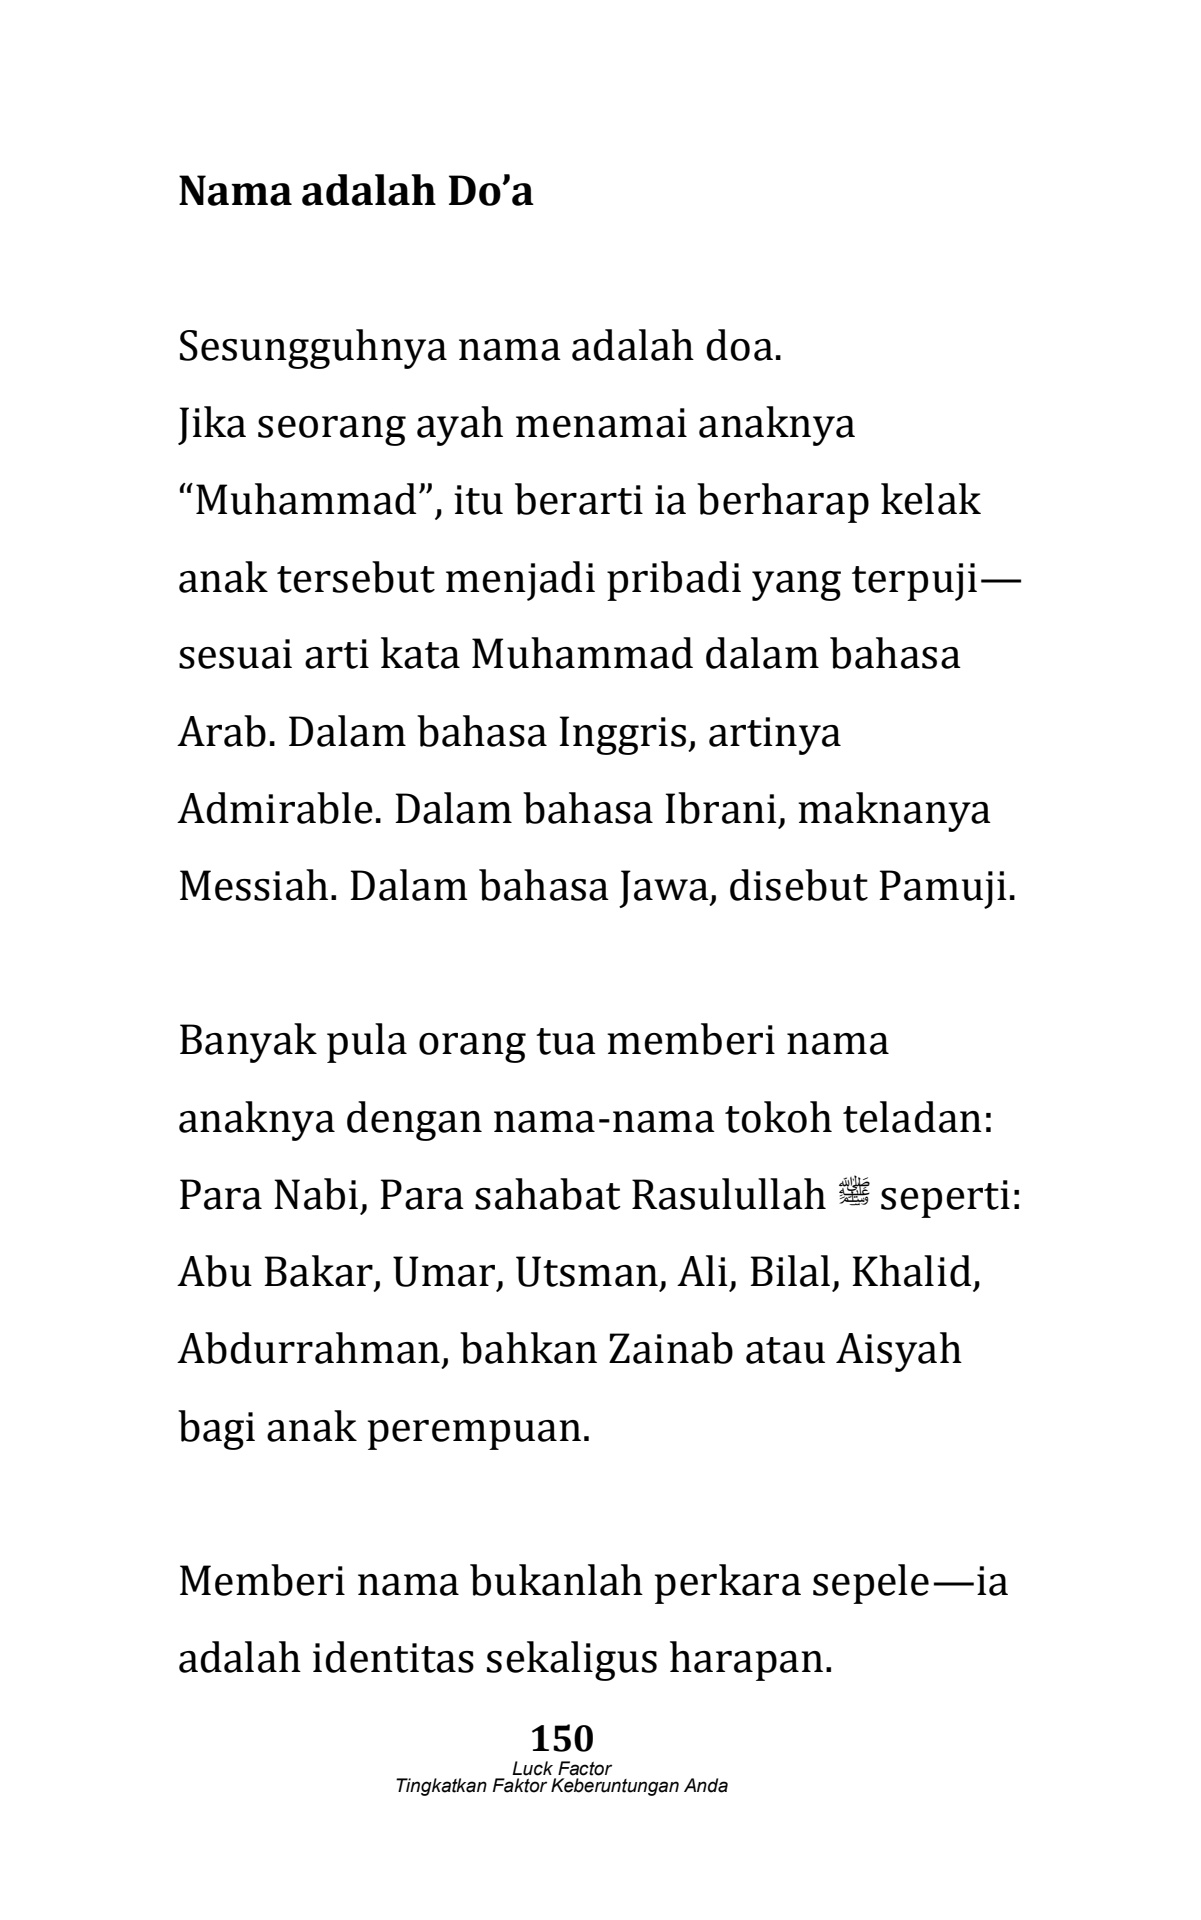 Nama adalah Do’a
Sesungguhnya nama adalah doa.
Jika seorang ayah menamai anaknya
“Muhammad”, itu berarti ia berharap kelak
anak tersebut menjadi pribadi yang terpuji—
sesuai arti kata Muhammad dalam bahasa
Arab. Dalam bahasa Inggris, artinya
Admirable. Dalam bahasa Ibrani, maknanya
Messiah. Dalam bahasa Jawa, disebut Pamuji.
Banyak pula orang tua memberi nama
anaknya dengan nama-nama tokoh teladan:
Para Nabi, Para sahabat Rasulullah ﷺ seperti:
Abu Bakar, Umar, Utsman, Ali, Bilal, Khalid,
Abdurrahman, bahkan Zainab atau Aisyah
bagi anak perempuan.
Memberi nama bukanlah perkara sepele—ia
adalah identitas sekaligus harapan.
150
Luck Factor
Tingkatkan Faktor Keberuntungan Anda